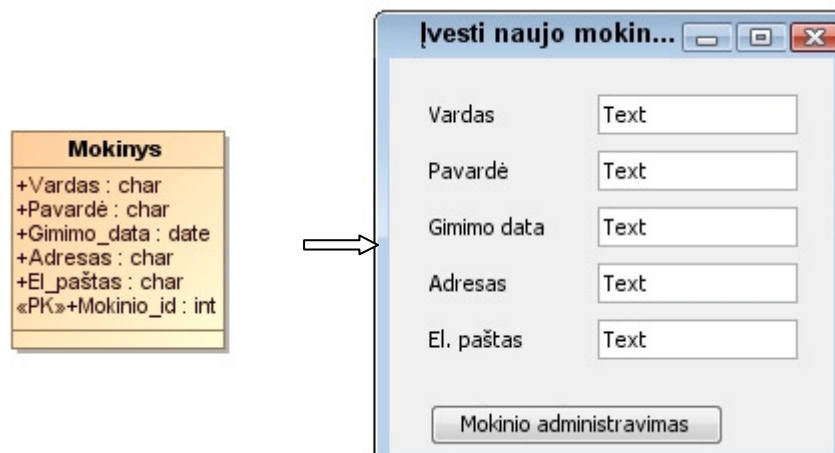 Mokinys
+Vardas : char
+Pavardė : char
+Gimimo_data : date
+Adresas : char
+El_paštas : char
«PK»+Mokinio_id : int
Įvesti naujo mokin...
Vardas Text
Pavardė Text
Gimimo data Text
Adresas Text
El. paštas Text
Mokinio administravimas